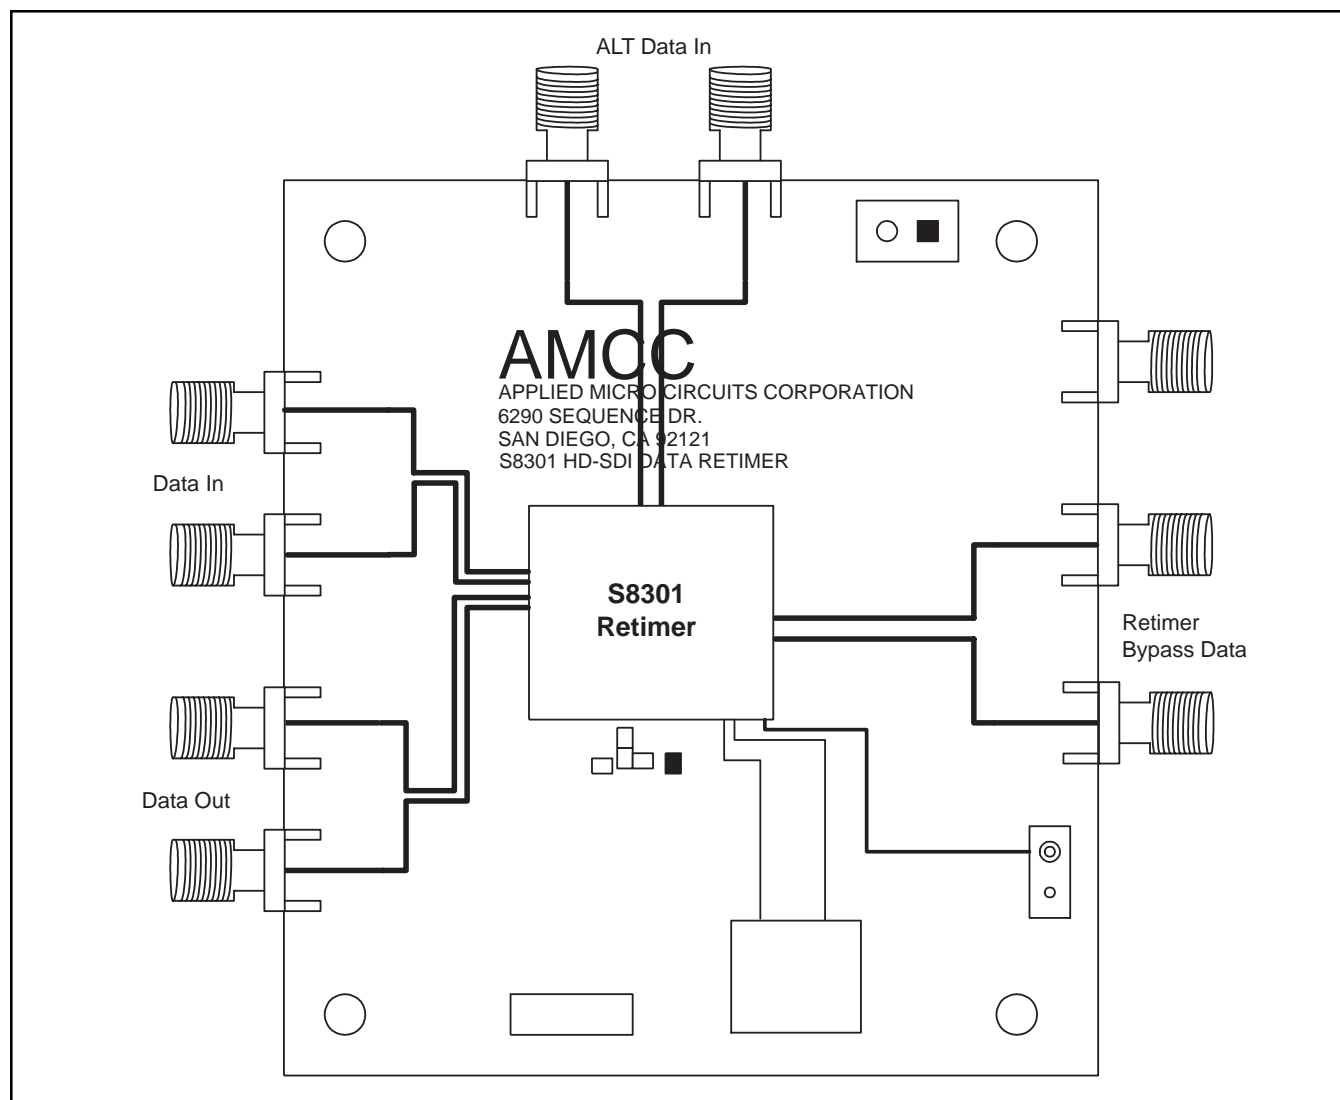 ALT Data In
AMCC
APPLIED MICRO CIRCUITS CORPORATION
6290 SEQUENCE DR.
SAN DIEGO, CA 92121
S8301 HD-SDI DATA RETIMER
Data In
S8301
Retimer
Retimer
Bypass Data
Data Out